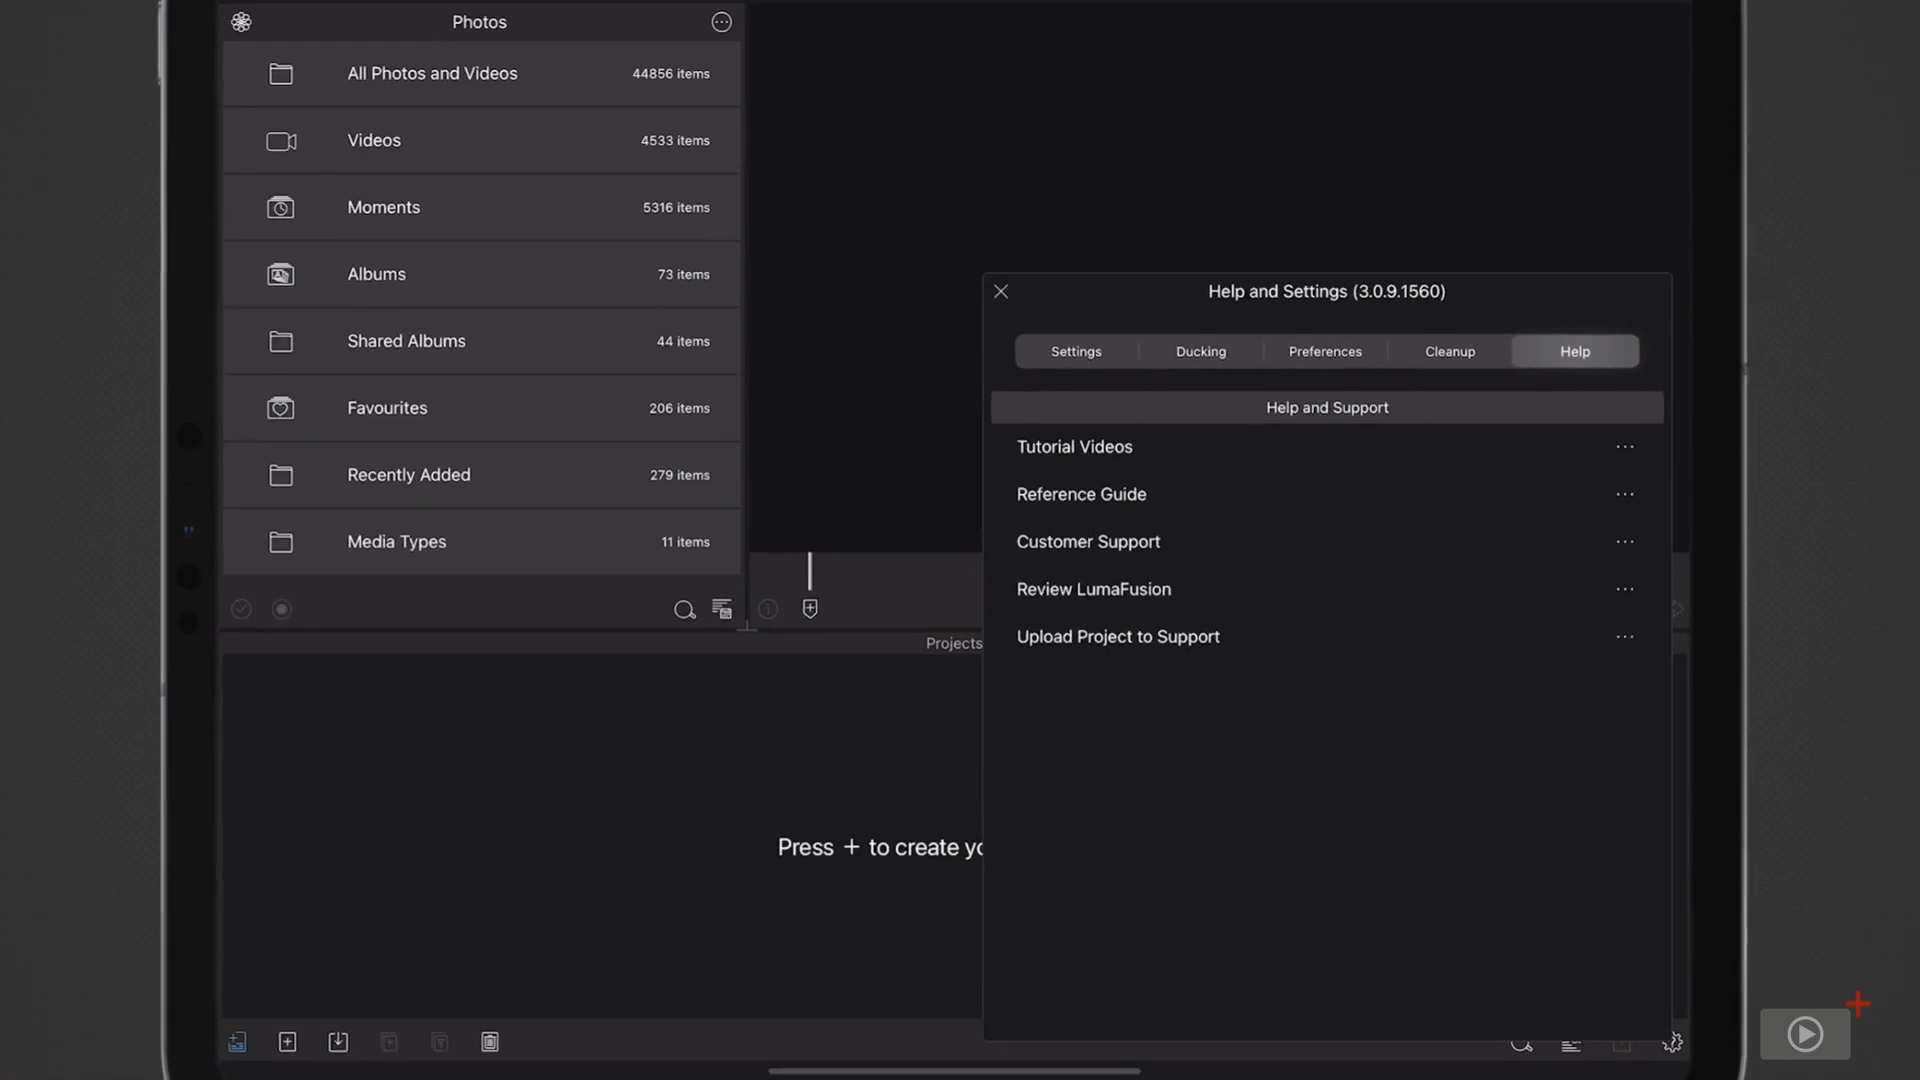 Photos
All Photos and Videos 44856 items
Videos 4533 items
Moments 5316 items
Albums 73 items
Shared Albums 44 items
Favourites 206 items
Recently Added 279 items
Media Types 11 items
Projects
Press + to create yo
Help and Settings (3.0.9.1560)
Settings Ducking Preferences Cleanup Help
Help and Support
Tutorial Videos ...
Reference Guide ...
Customer Support ...
Review LumaFusion ...
Upload Project to Support ...